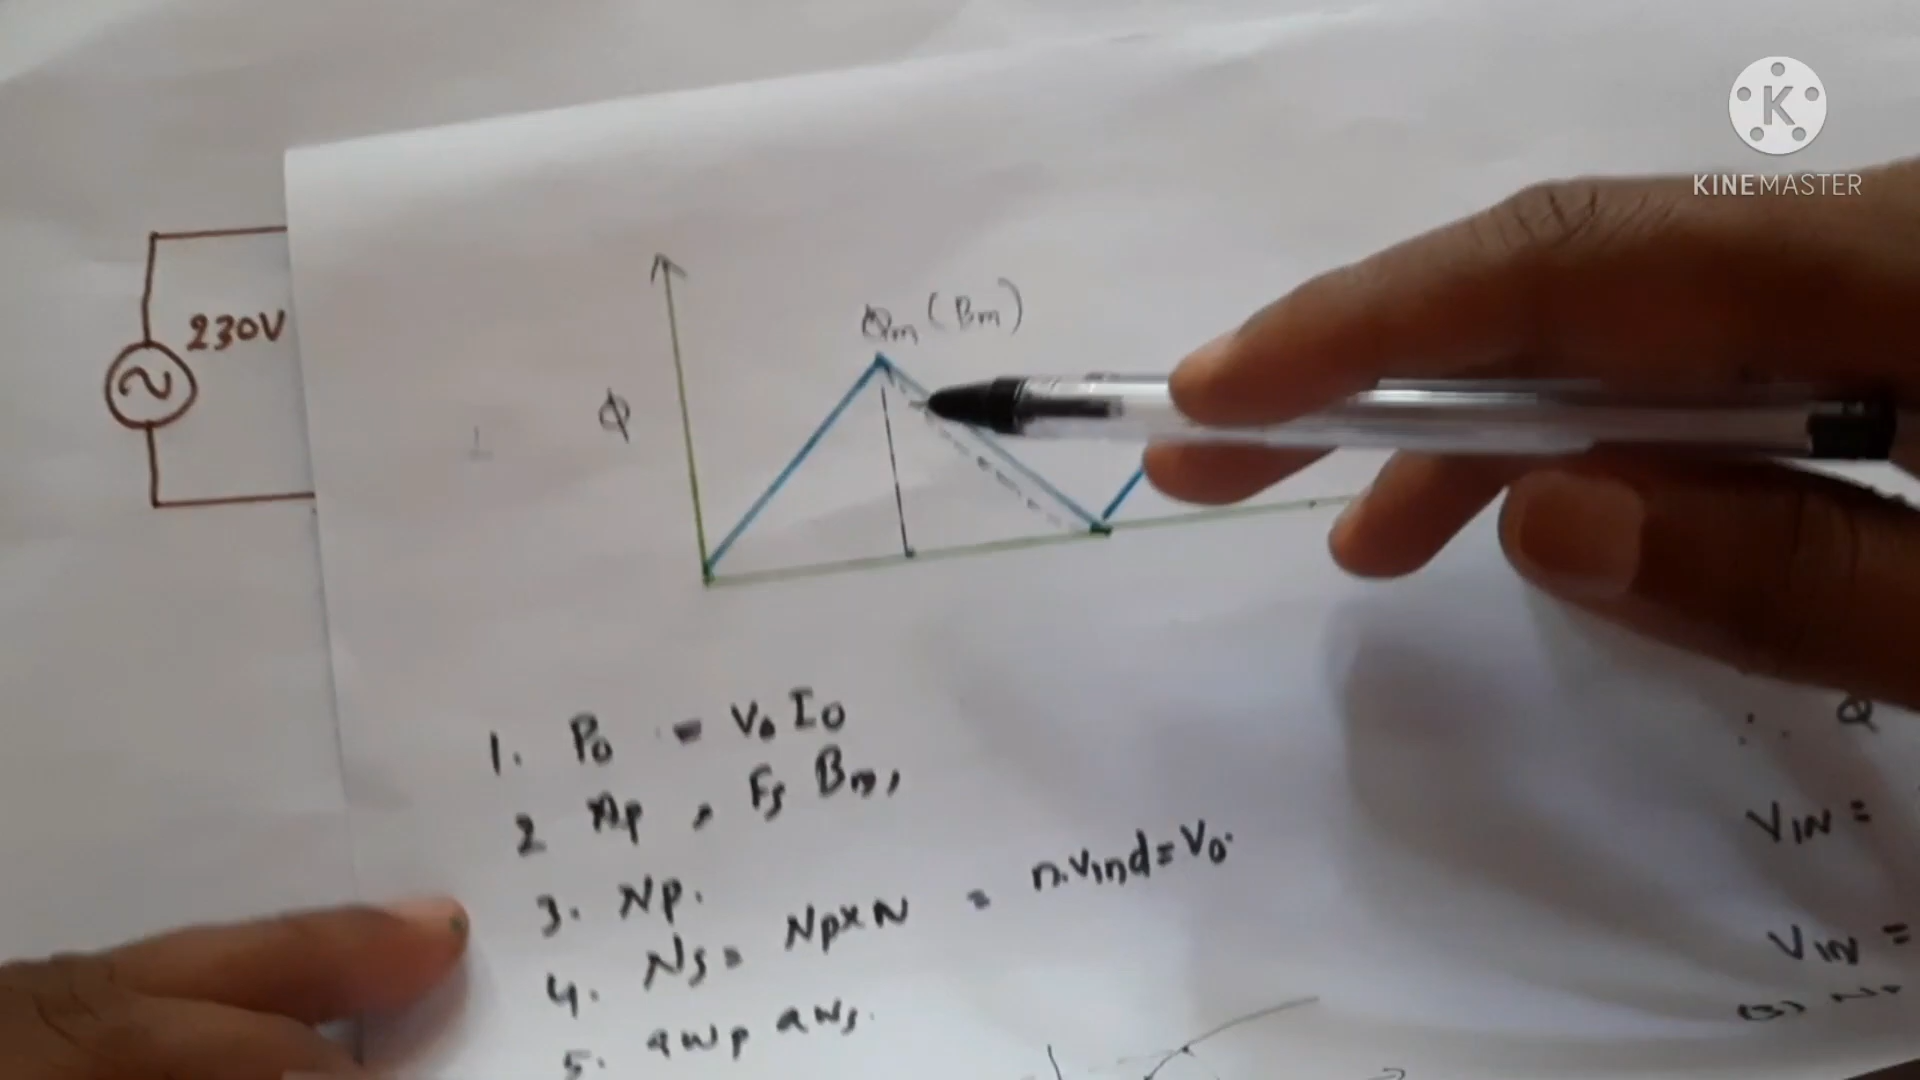 K
KINEMASTER
230V
Φm (Bm)
Φ
1. Po = Vo Io
2 Ap, Fs Bm,
3. Np.
4. Ns = Np×N = n.Vind=Vo.
5. awp aws.
∴ Φ
VIN =
VIN =